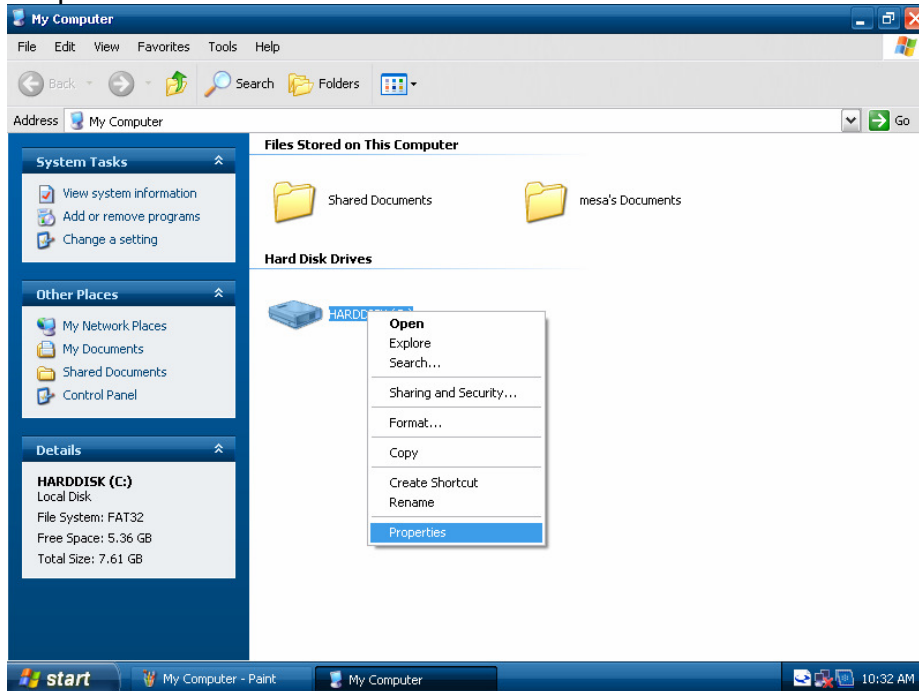 My Computer
File Edit View Favorites Tools Help
Back Search Folders
Address My Computer Go
System Tasks
View system information
Add or remove programs
Change a setting
Other Places
My Network Places
My Documents
Shared Documents
Control Panel
Details
HARDDISK (C:)
Local Disk
File System: FAT32
Free Space: 5.36 GB
Total Size: 7.61 GB
Files Stored on This Computer
Shared Documents mesa's Documents
Hard Disk Drives
Open
Explore
Search...
Sharing and Security...
Format...
Copy
Create Shortcut
Rename
Properties
start My Computer - Paint My Computer 10:32 AM